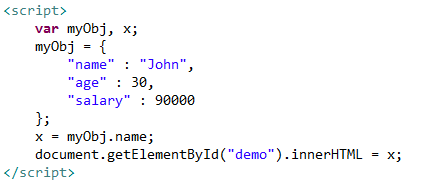 <script>
var myObj, x;
myObj = {
"name" : "John",
"age" : 30,
"salary" : 90000
};
x = myObj.name;
document.getElementById("demo").innerHTML = x;
</script>